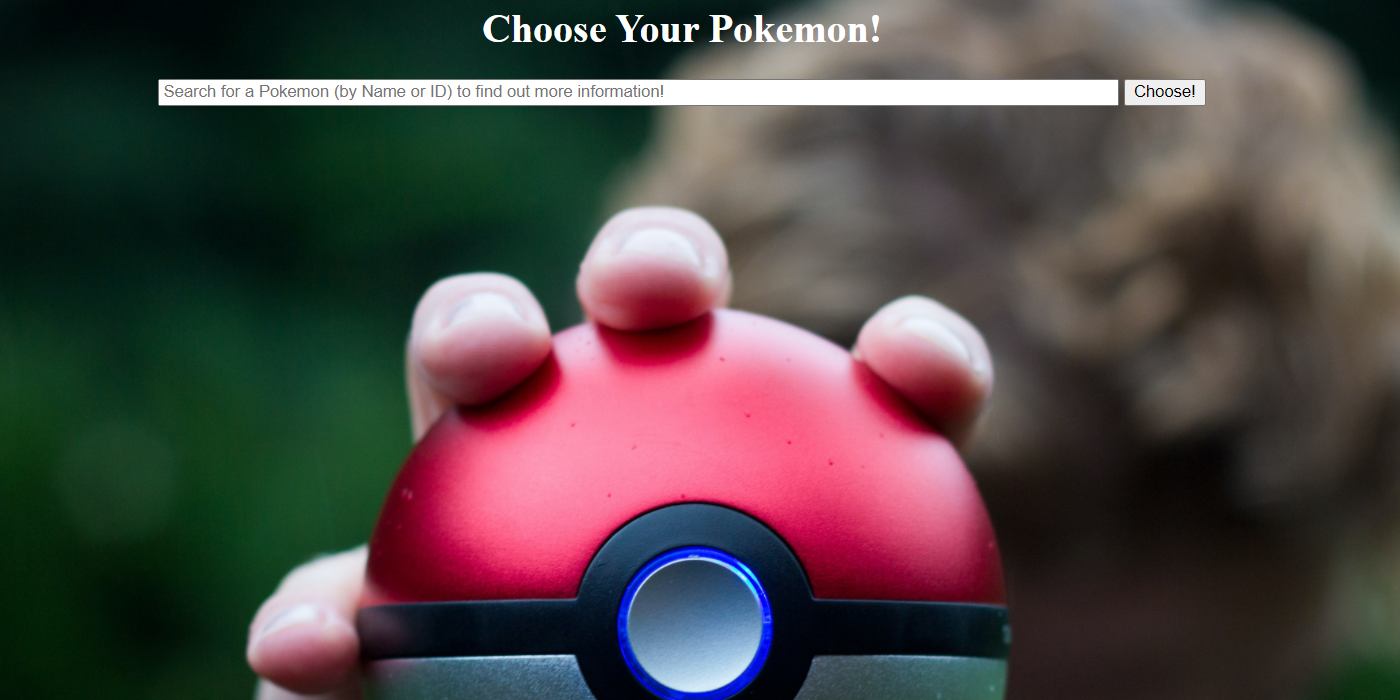 Choose Your Pokemon!
Search for a Pokemon (by Name or ID) to find out more information!
Choose!